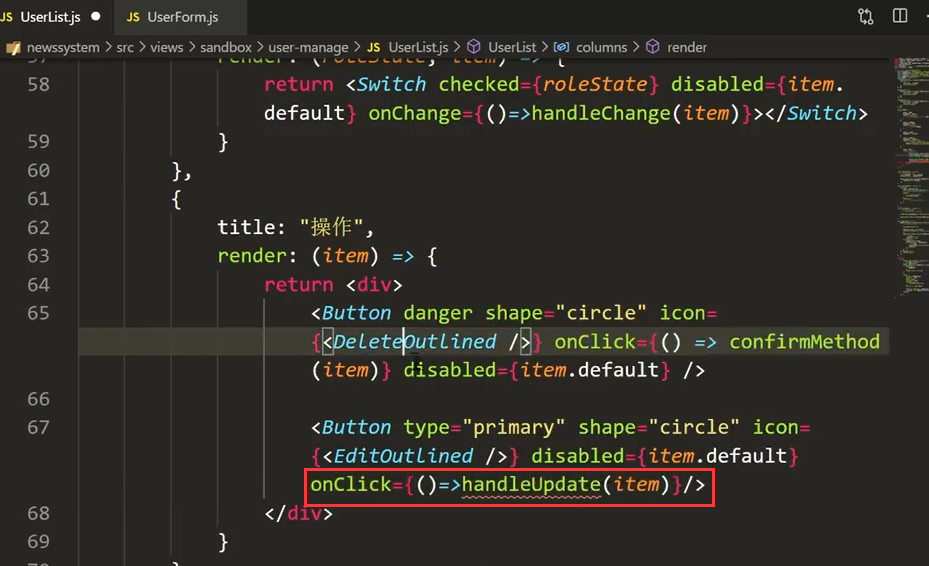 JS UserList.js ● JS UserForm.js
newssystem > src > views > sandbox > user-manage > JS UserList.js > UserList > columns > render
57 render: (roleState, item) => {
58 return <Switch checked={roleState} disabled={item.
default} onChange={()=>handleChange(item)}></Switch>
59 }
60 },
61 {
62 title: "操作",
63 render: (item) => {
64 return <div>
65 <Button danger shape="circle" icon=
{<DeleteOutlined />} onClick={() => confirmMethod
(item)} disabled={item.default} />
66
67 <Button type="primary" shape="circle" icon=
{<EditOutlined />} disabled={item.default}
onClick={()=>handleUpdate(item)}/>
68 </div>
69 }